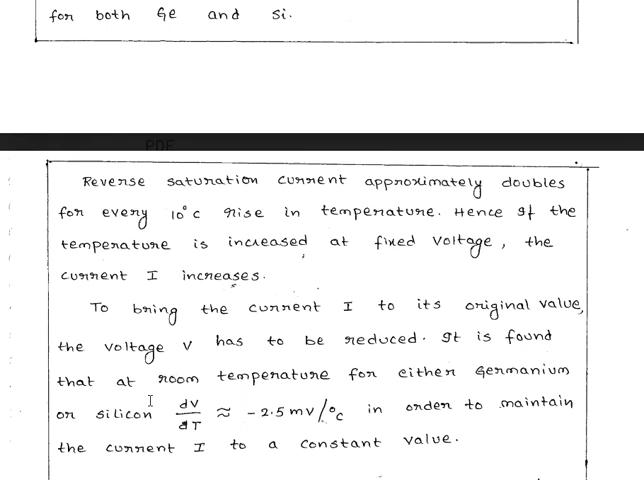 for both Ge and Si.
PDF
Reverse saturation current approximately doubles
for every 10°c rise in temperature. Hence If the
temperature is increased at fixed voltage, the
current I increases.
To bring the current I to its original value,
the voltage V has to be reduced. It is found
that at room temperature for either Germanium
or silicon dV/dT ≈ -2.5mv/°c in order to maintain
the current I to a constant value.